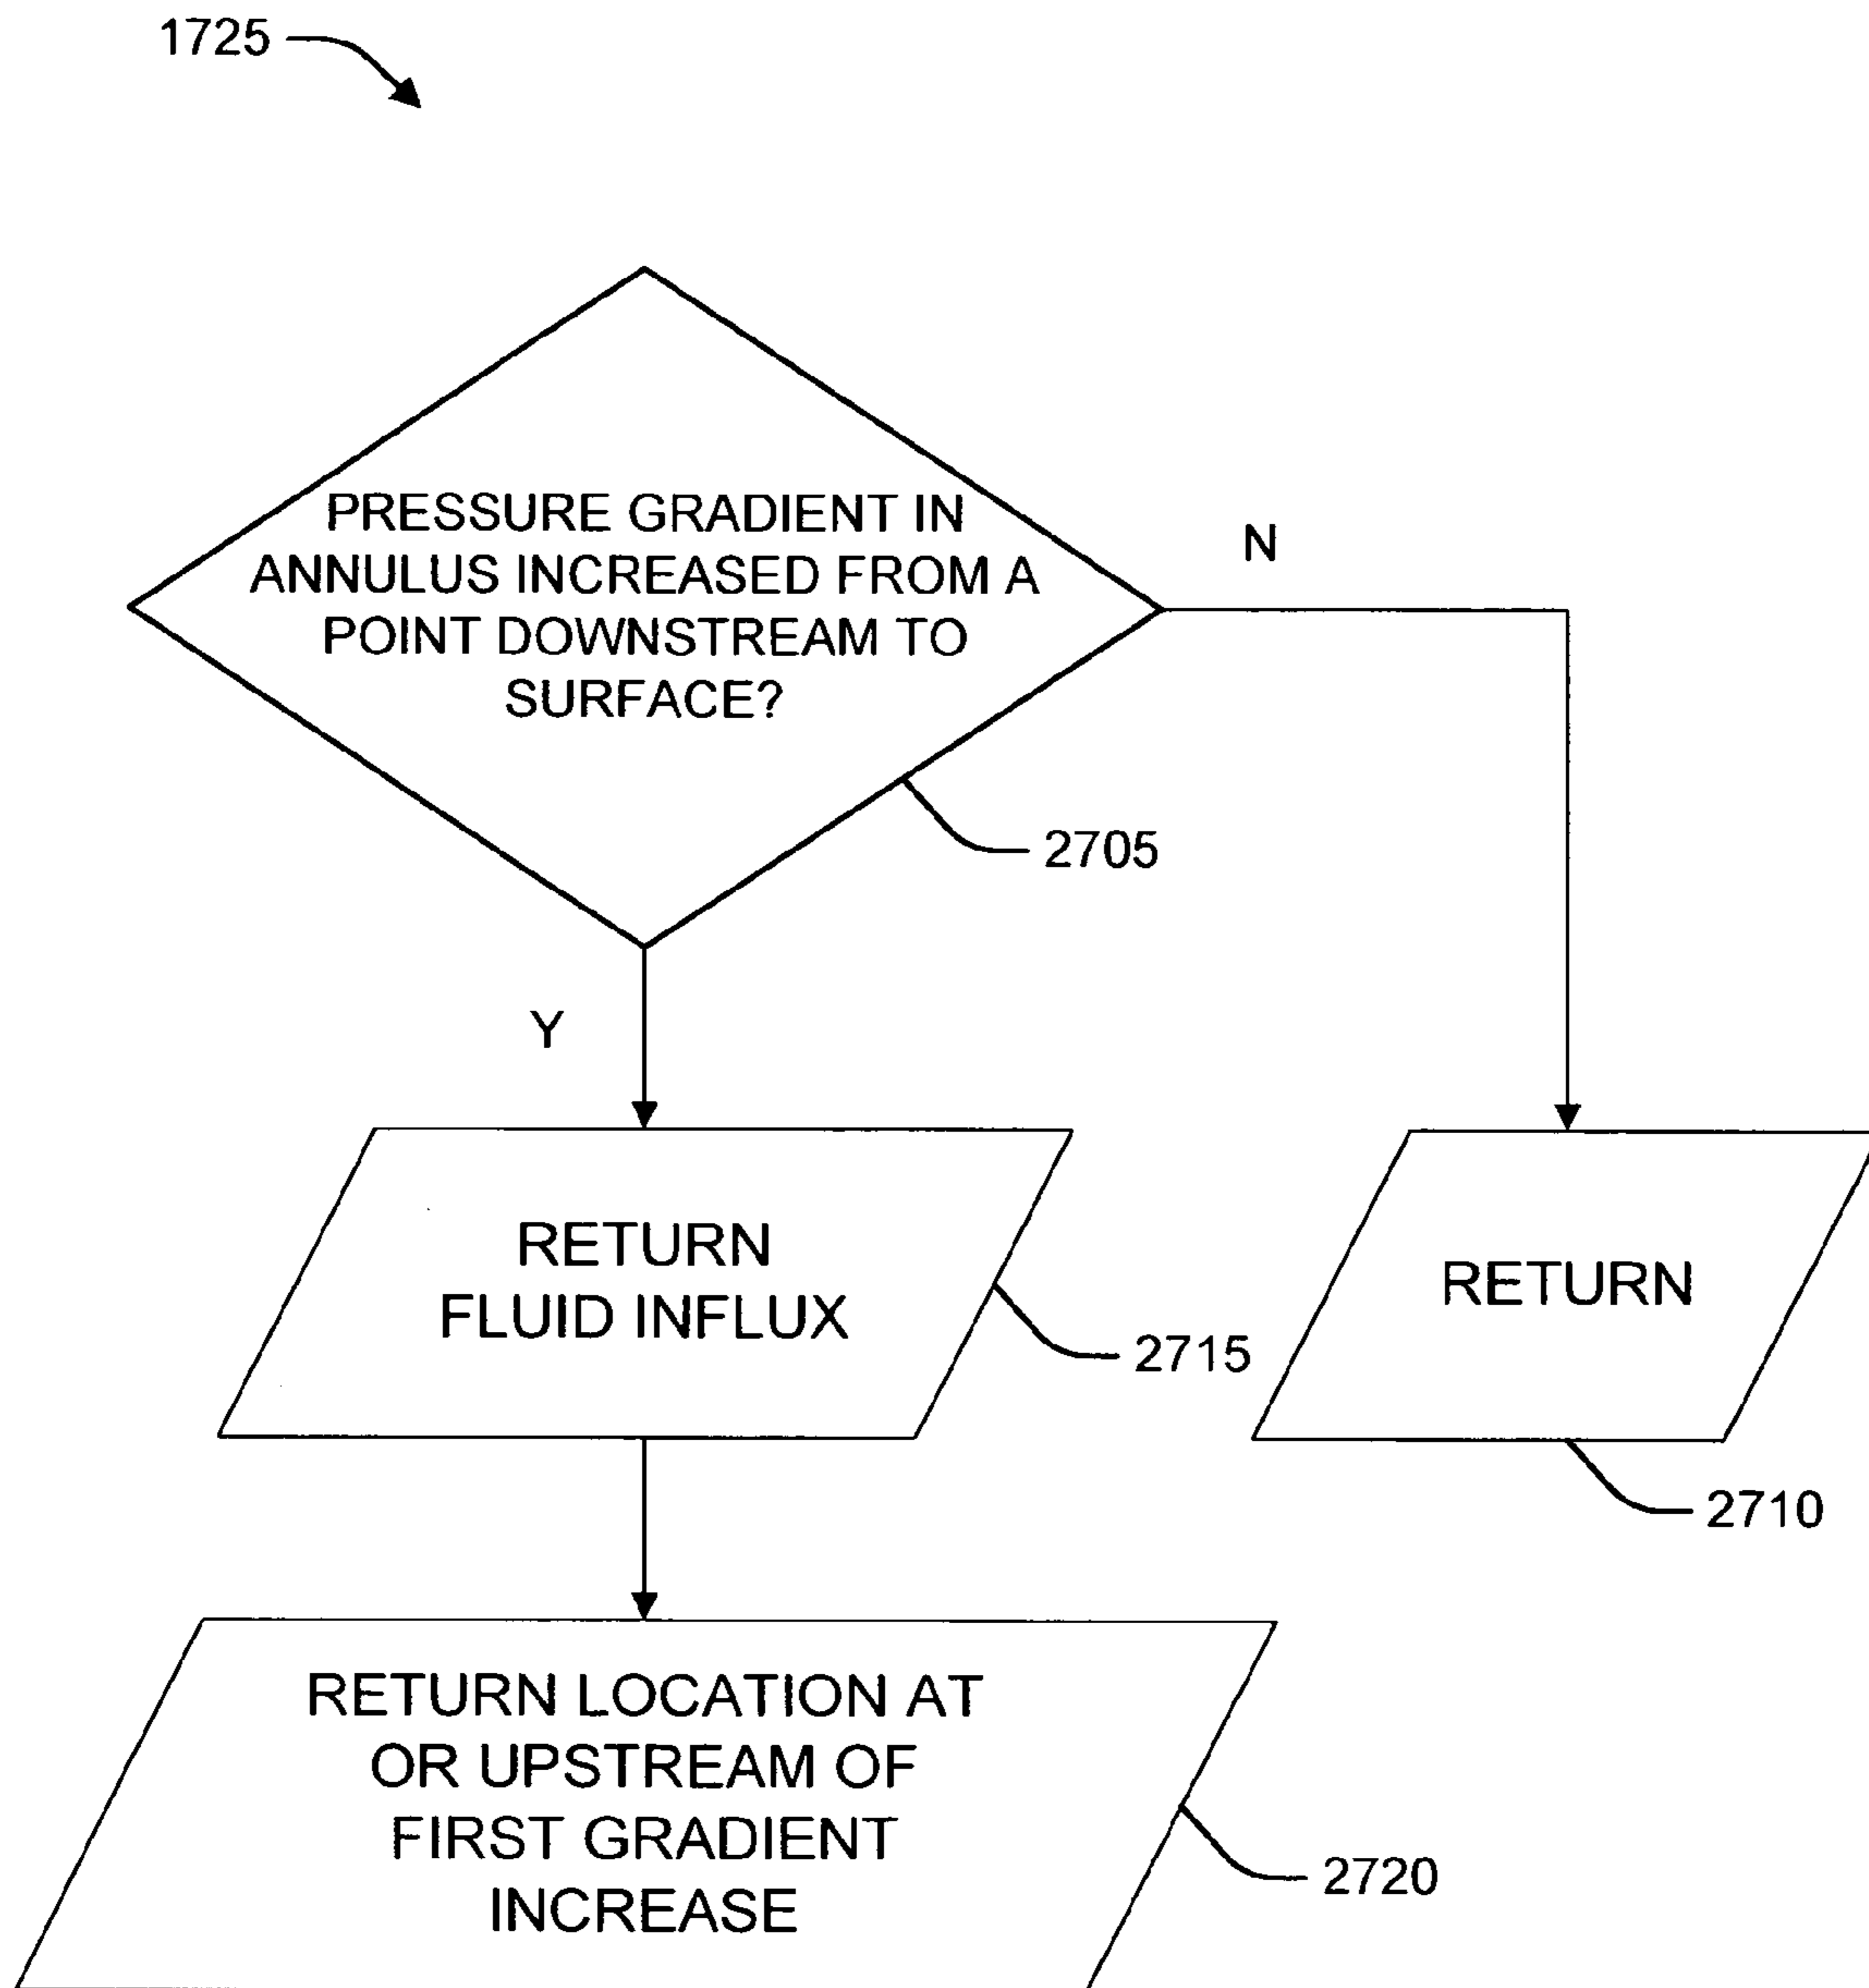 1725
PRESSURE GRADIENT IN
ANNULUS INCREASED FROM A
POINT DOWNSTREAM TO
SURFACE?
N
2705
Y
RETURN
FLUID INFLUX
2715
RETURN
2710
RETURN LOCATION AT
OR UPSTREAM OF
FIRST GRADIENT
INCREASE
2720